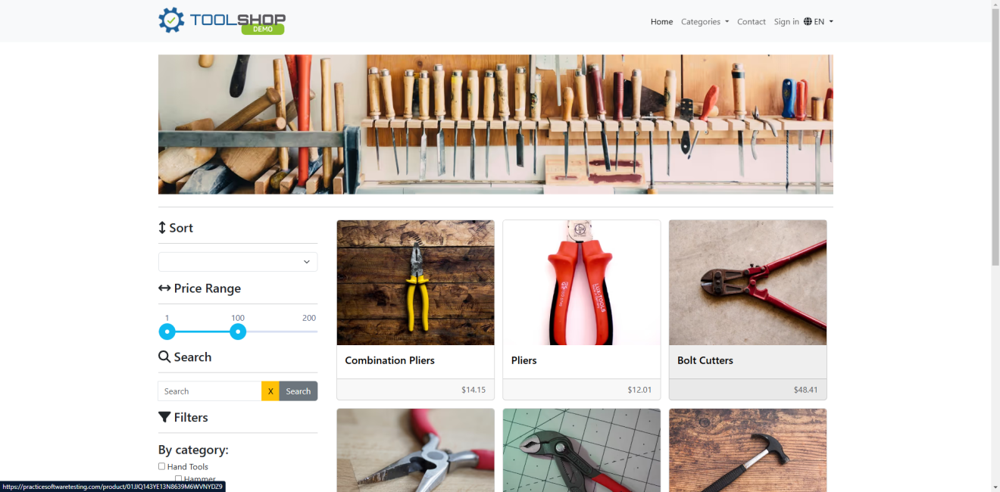 TOOLSHOP
DEMO
Home
Categories
Contact
Sign in
EN
Sort
Price Range
1
100
200
Search
Search
X
Search
Filters
By category:
Hand Tools
Hammer
Combination Pliers
$14.15
LUX-TOOLS
Pliers
$12.01
Bolt Cutters
$48.41
https://practicesoftwaretesting.com/product/01JJQ143YE13N8639M6WVNYDZ9